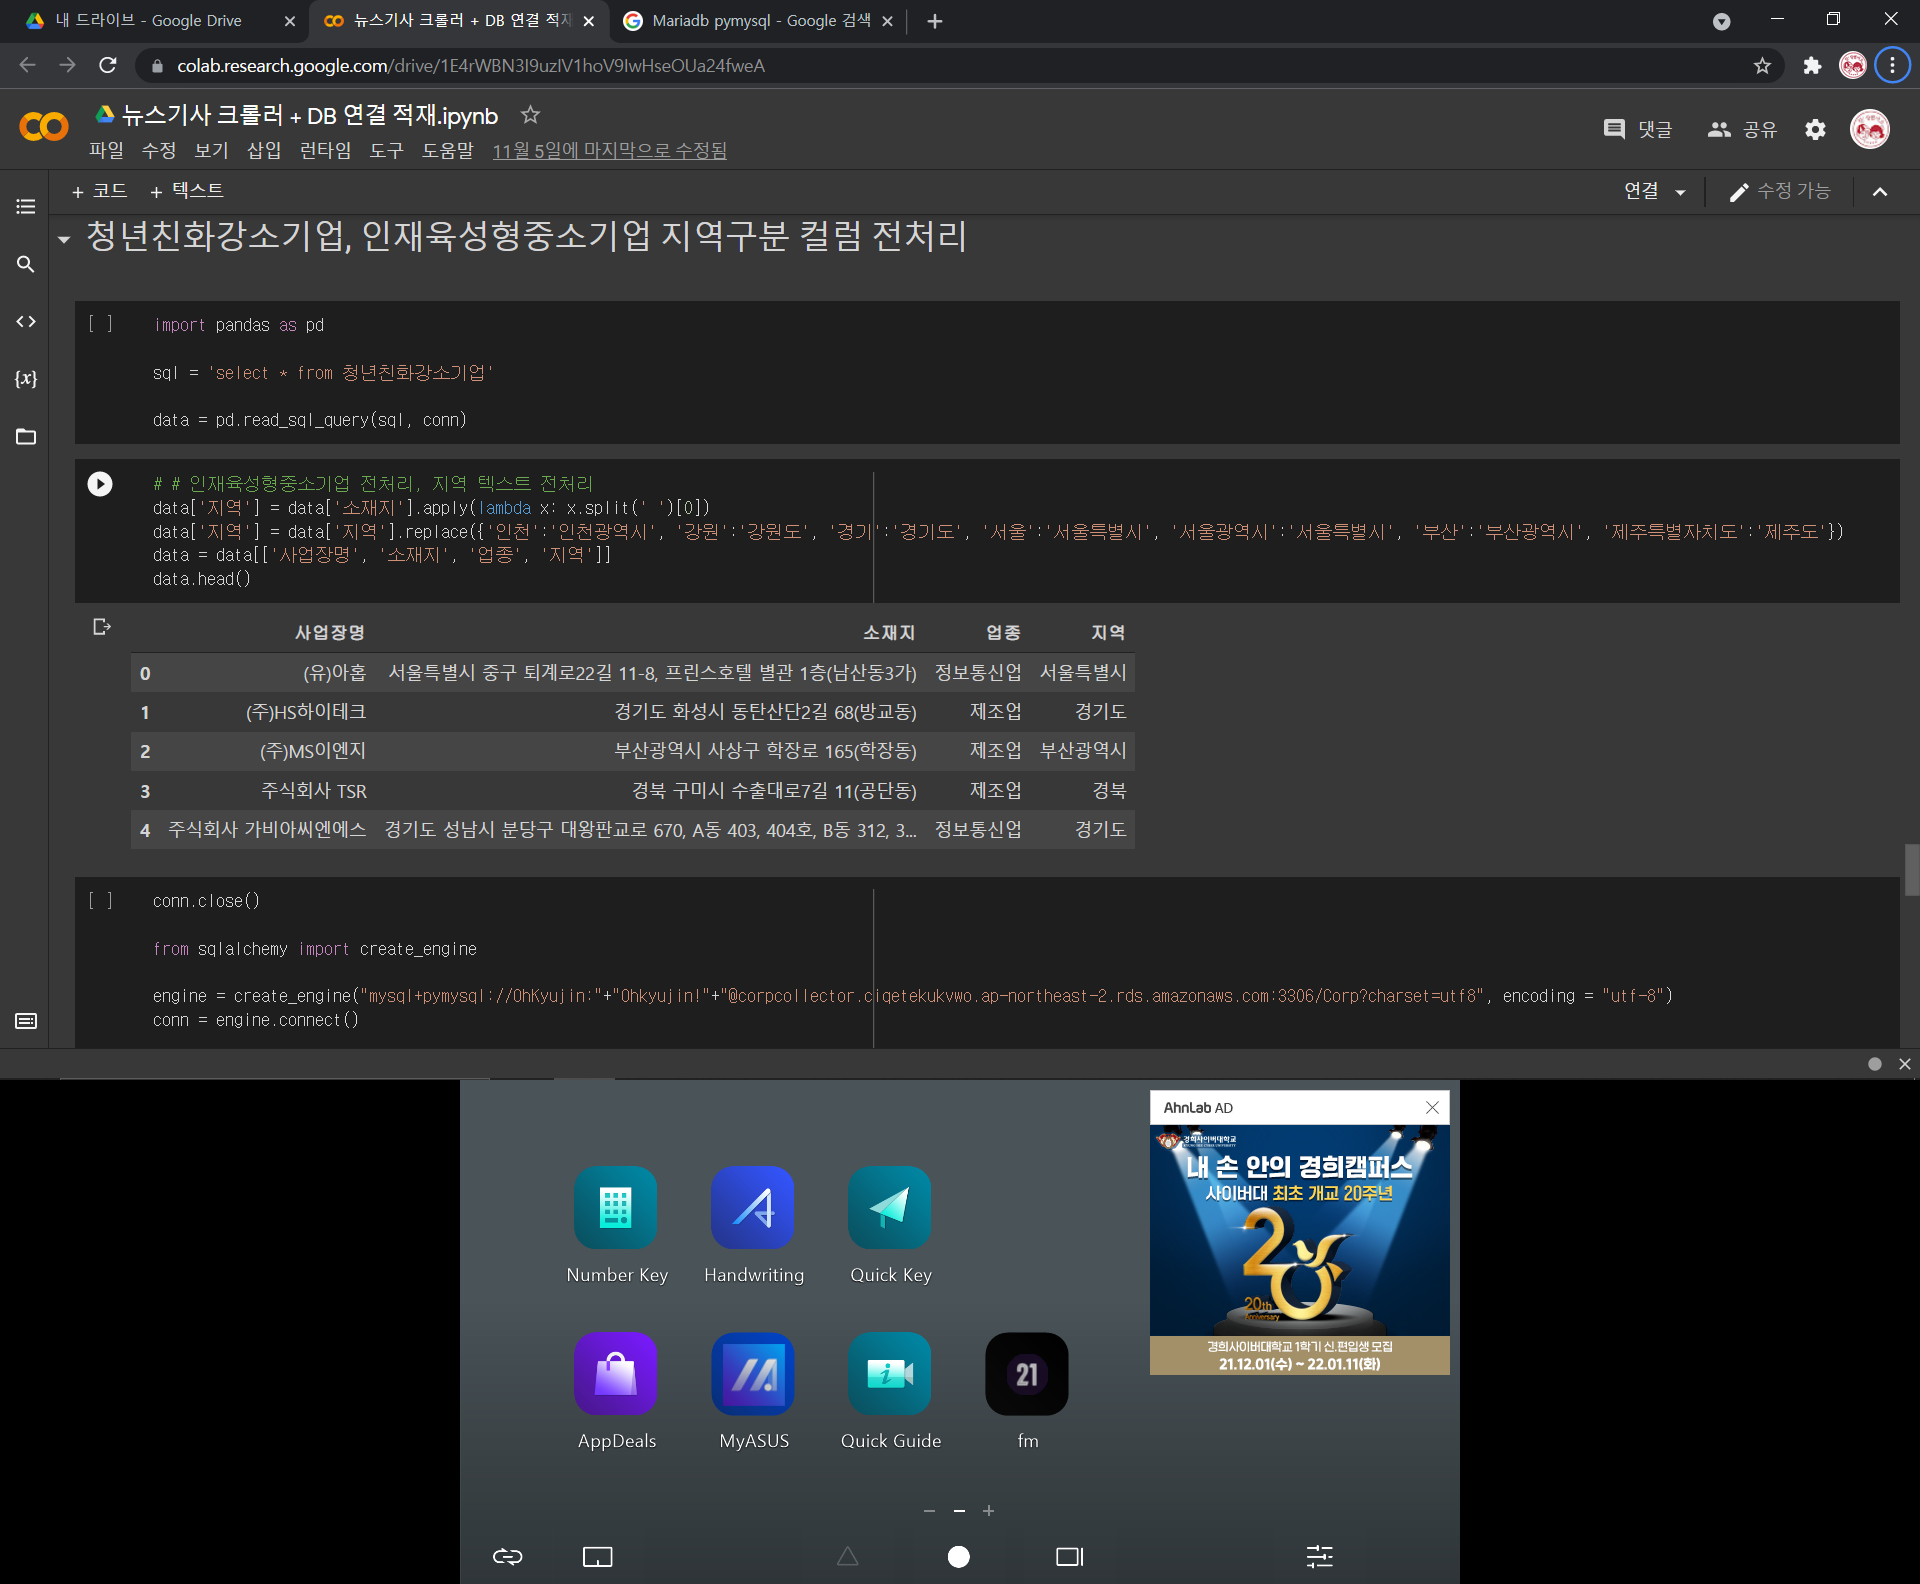 내 드라이브 - Google Drive
뉴스기사 크롤러 + DB 연결 적재
Mariadb pymysql - Google 검색
colab.research.google.com/drive/1E4rWBN3I9uzIV1hoV9IwHseOUa24fweA
뉴스기사 크롤러 + DB 연결 적재.ipynb
댓글
공유
파일 수정 보기 삽입 런타임 도구 도움말 11월 5일에 마지막으로 수정됨
+ 코드 + 텍스트
연결
수정 가능
청년친화강소기업, 인재육성형중소기업 지역구분 컬럼 전처리
[ ] import pandas as pd
sql = 'select * from 청년친화강소기업'
data = pd.read_sql_query(sql, conn)
# # 인재육성형중소기업 전처리, 지역 텍스트 전처리
data['지역'] = data['소재지'].apply(lambda x: x.split(' ')[0])
data['지역'] = data['지역'].replace({'인천':'인천광역시', '강원':'강원도', '경기':'경기도', '서울':'서울특별시', '서울광역시':'서울특별시', '부산':'부산광역시', '제주특별자치도':'제주도'})
data = data[['사업장명', '소재지', '업종', '지역']]
data.head()
사업장명 소재지 업종 지역
0 (유)아홉 서울특별시 중구 퇴계로22길 11-8, 프린스호텔 별관 1층(남산동3가) 정보통신업 서울특별시
1 (주)HS하이테크 경기도 화성시 동탄산단2길 68(방교동) 제조업 경기도
2 (주)MS이엔지 부산광역시 사상구 학장로 165(학장동) 제조업 부산광역시
3 주식회사 TSR 경북 구미시 수출대로7길 11(공단동) 제조업 경북
4 주식회사 가비아씨엔에스 경기도 성남시 분당구 대왕판교로 670, A동 403, 404호, B동 312, 3... 정보통신업 경기도
[ ] conn.close()
from sqlalchemy import create_engine
engine = create_engine("mysql+pymysql://OhKyujin:"+"Ohkyujin!"+"@corpcollector.ciqetekukvwo.ap-northeast-2.rds.amazonaws.com:3306/Corp?charset=utf8", encoding = "utf-8")
conn = engine.connect()
AhnLab AD
경희사이버대학교
내 손 안의 경희캠퍼스
사이버대 최초 개교 20주년
20
20th
Anniversary
경희사이버대학교 1학기 신.편입생 모집
21.12.01(수) ~ 22.01.11(화)
Number Key
Handwriting
Quick Key
21
AppDeals
MyASUS
Quick Guide
fm